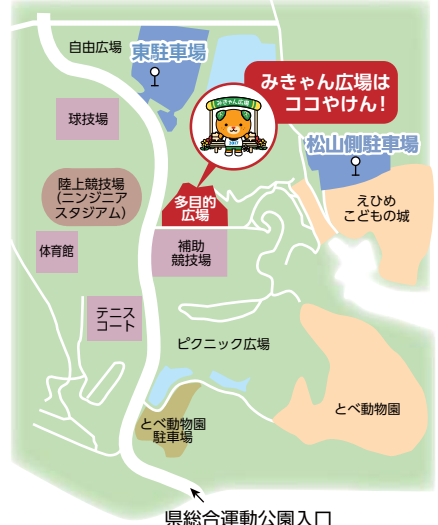 自由広場
東駐車場
みきゃん広場
2017
みきゃん広場は
ココやけん!
球技場
松山側駐車場
陸上競技場
(ニンジニア
スタジアム)
多目的
広場
えひめ
こどもの城
体育館
補助
競技場
テニス
コート
ピクニック広場
とべ動物園
とべ動物園
駐車場
県総合運動公園入口